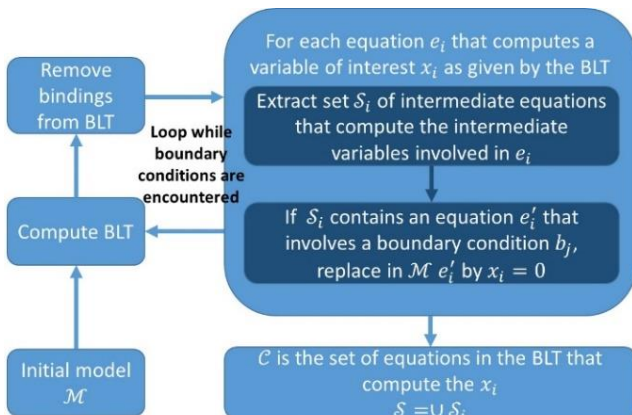 Remove
bindings
from BLT
Loop while
boundary
conditions are
encountered
Compute BLT
Initial model
ℳ
For each equation 𝑒ᵢ that computes a
variable of interest 𝑥ᵢ as given by the BLT
Extract set 𝒮ᵢ of intermediate equations
that compute the intermediate
variables involved in 𝑒ᵢ
If 𝒮ᵢ contains an equation 𝑒ᵢ′ that
involves a boundary condition 𝑏ⱼ,
replace in ℳ 𝑒ᵢ′ by 𝑥ᵢ = 0
𝒞 is the set of equations in the BLT that
compute the 𝑥ᵢ
𝒮 =∪ 𝒮ᵢ